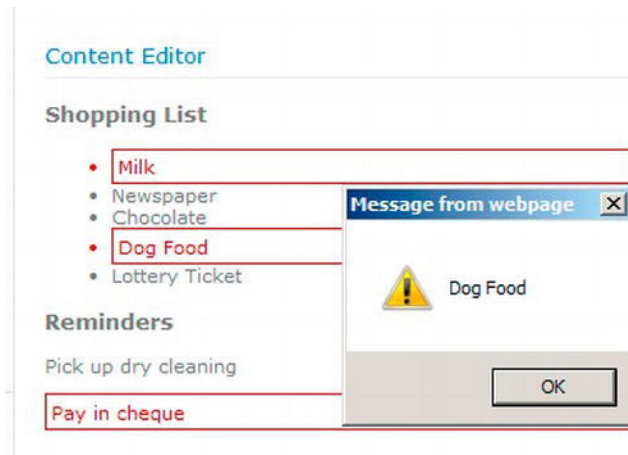 Content Editor
Shopping List
Milk
Newspaper
Chocolate
Dog Food
Lottery Ticket
Message from webpage
Dog Food
OK
Reminders
Pick up dry cleaning
Pay in cheque